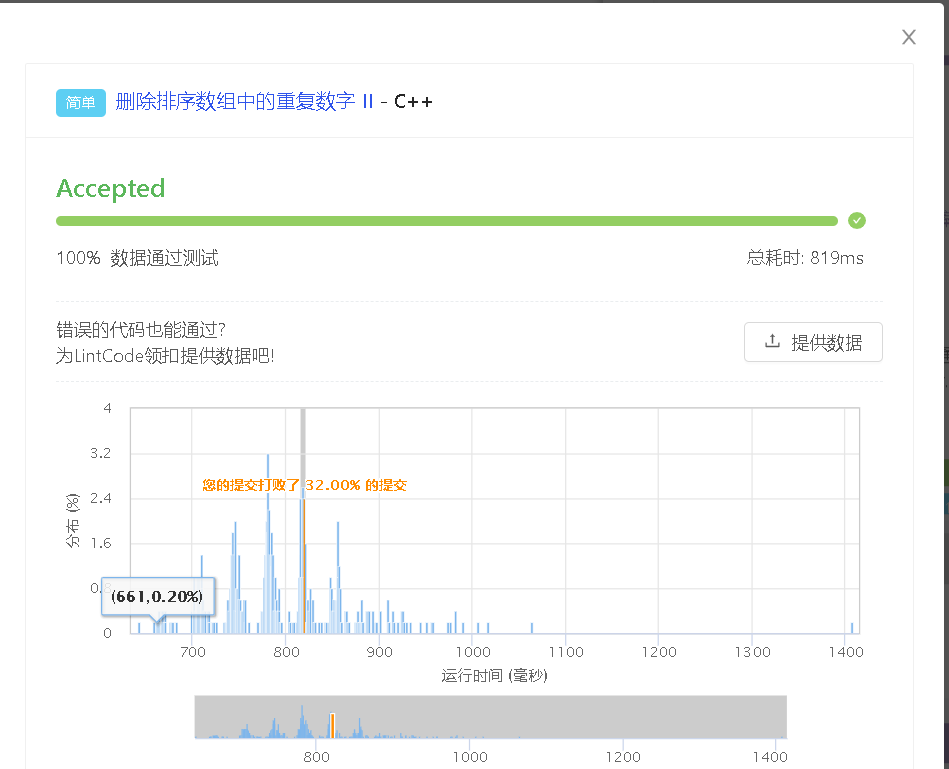 简单 删除排序数组中的重复数字 II - C++
Accepted
100% 数据通过测试 总耗时: 819ms
错误的代码也能通过?
为LintCode领扣提供数据吧!
提供数据
4
3.2
2.4
1.6
0.8
0
分布 (%)
您的提交打败了 32.00% 的提交
(661,0.20%)
700 800 900 1000 1100 1200 1300 1400
运行时间 (毫秒)
800 1000 1200 1400